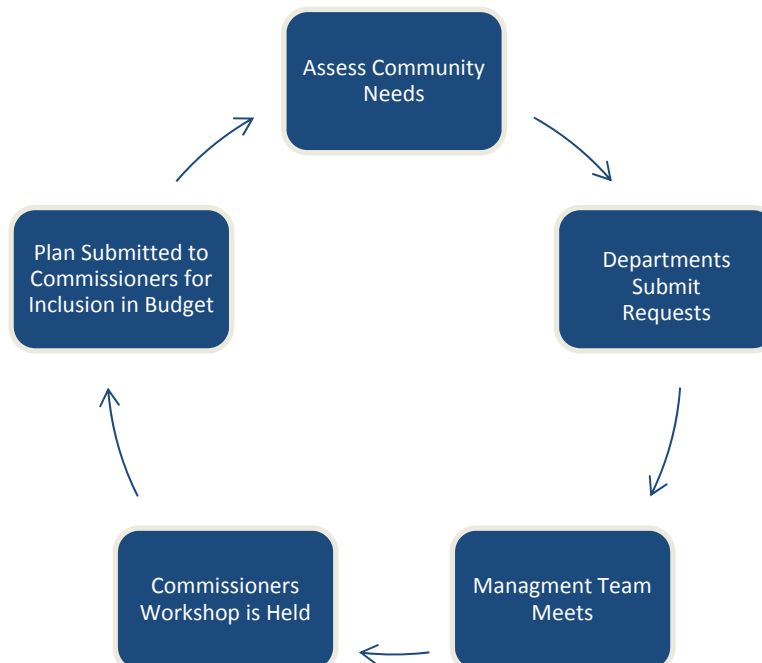 Assess Community
Needs
Departments
Submit
Requests
Managment Team
Meets
Commissioners
Workshop is Held
Plan Submitted to
Commissioners for
Inclusion in Budget